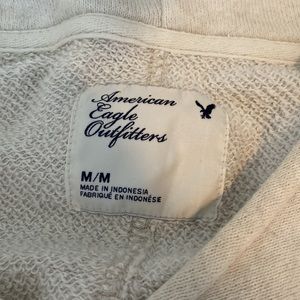 American
Eagle
Outfitters
M/M
MADE IN INDONESIA
FABRIQUÉ EN INDONÉSE